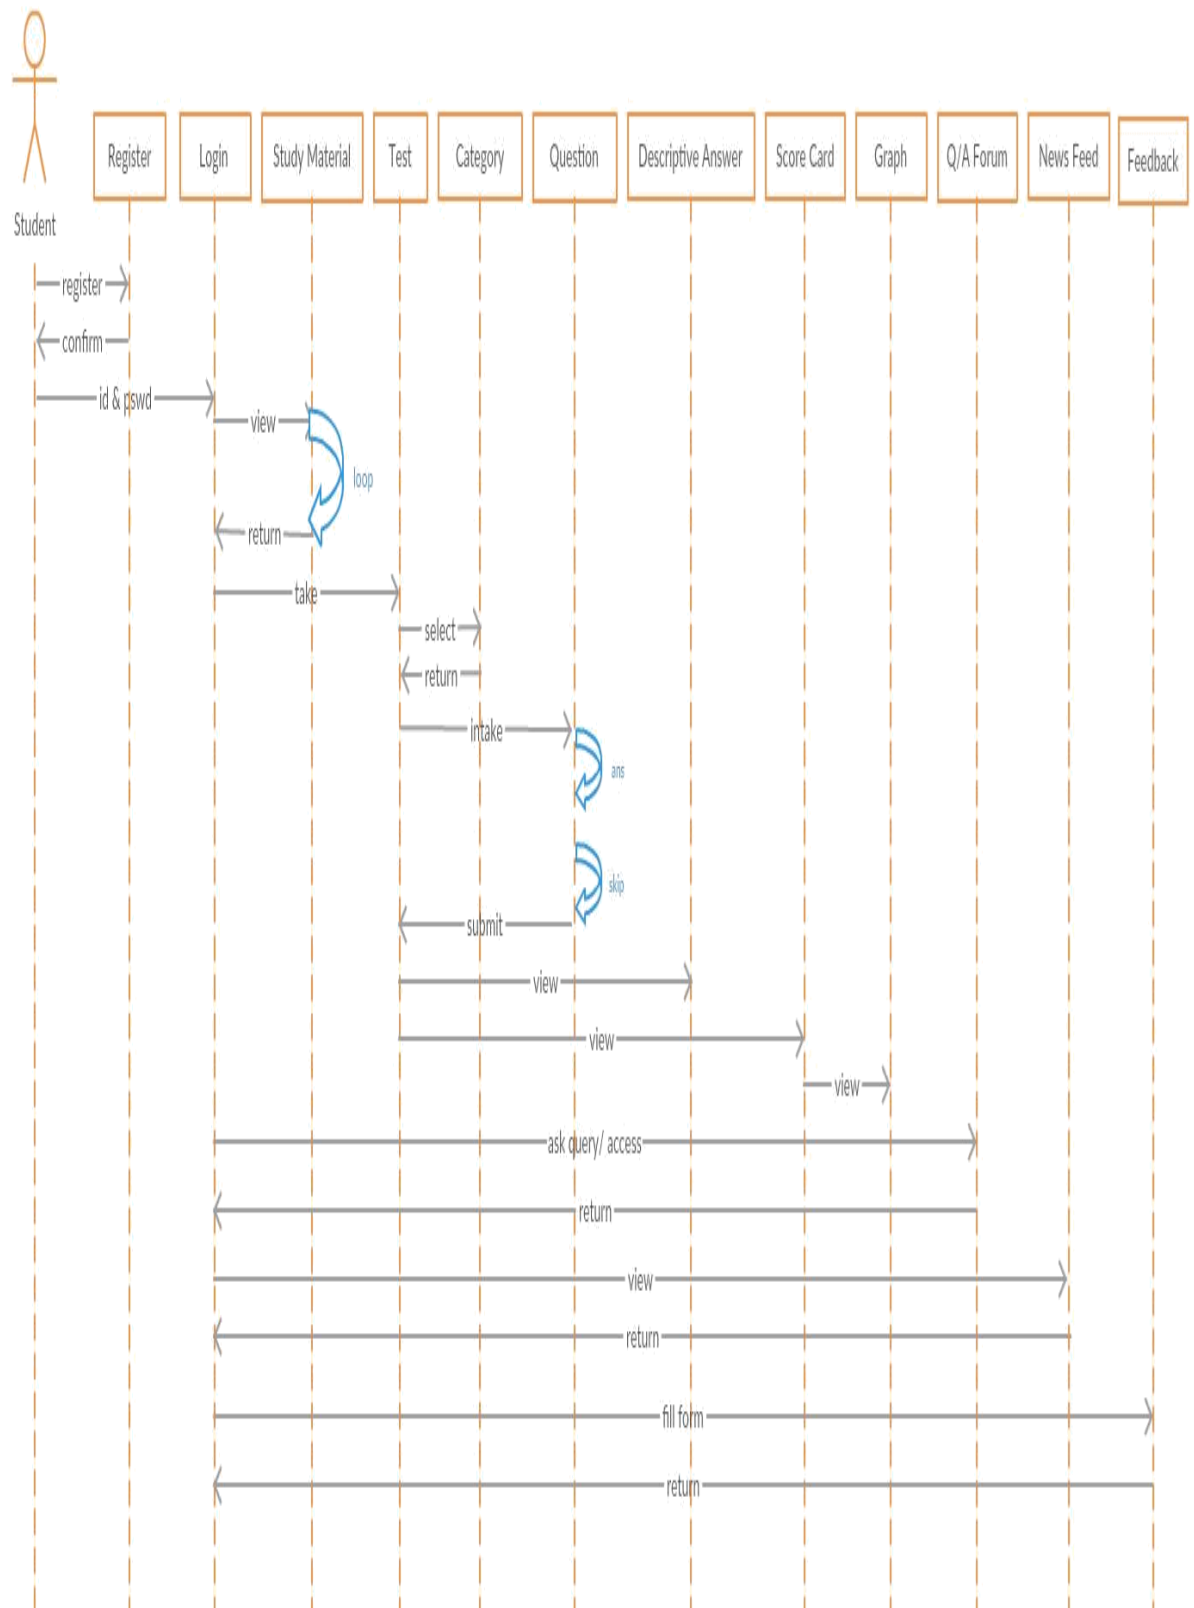 Register
Login
Study Material
Test
Category
Question
Descriptive Answer
Score Card
Graph
Q/A Forum
News Feed
Feedback
Student
register
confirm
id & pswd
view
loop
return
take
select
return
intake
ans
skip
submit
view
view
view
ask query/ access
return
view
return
fill form
return